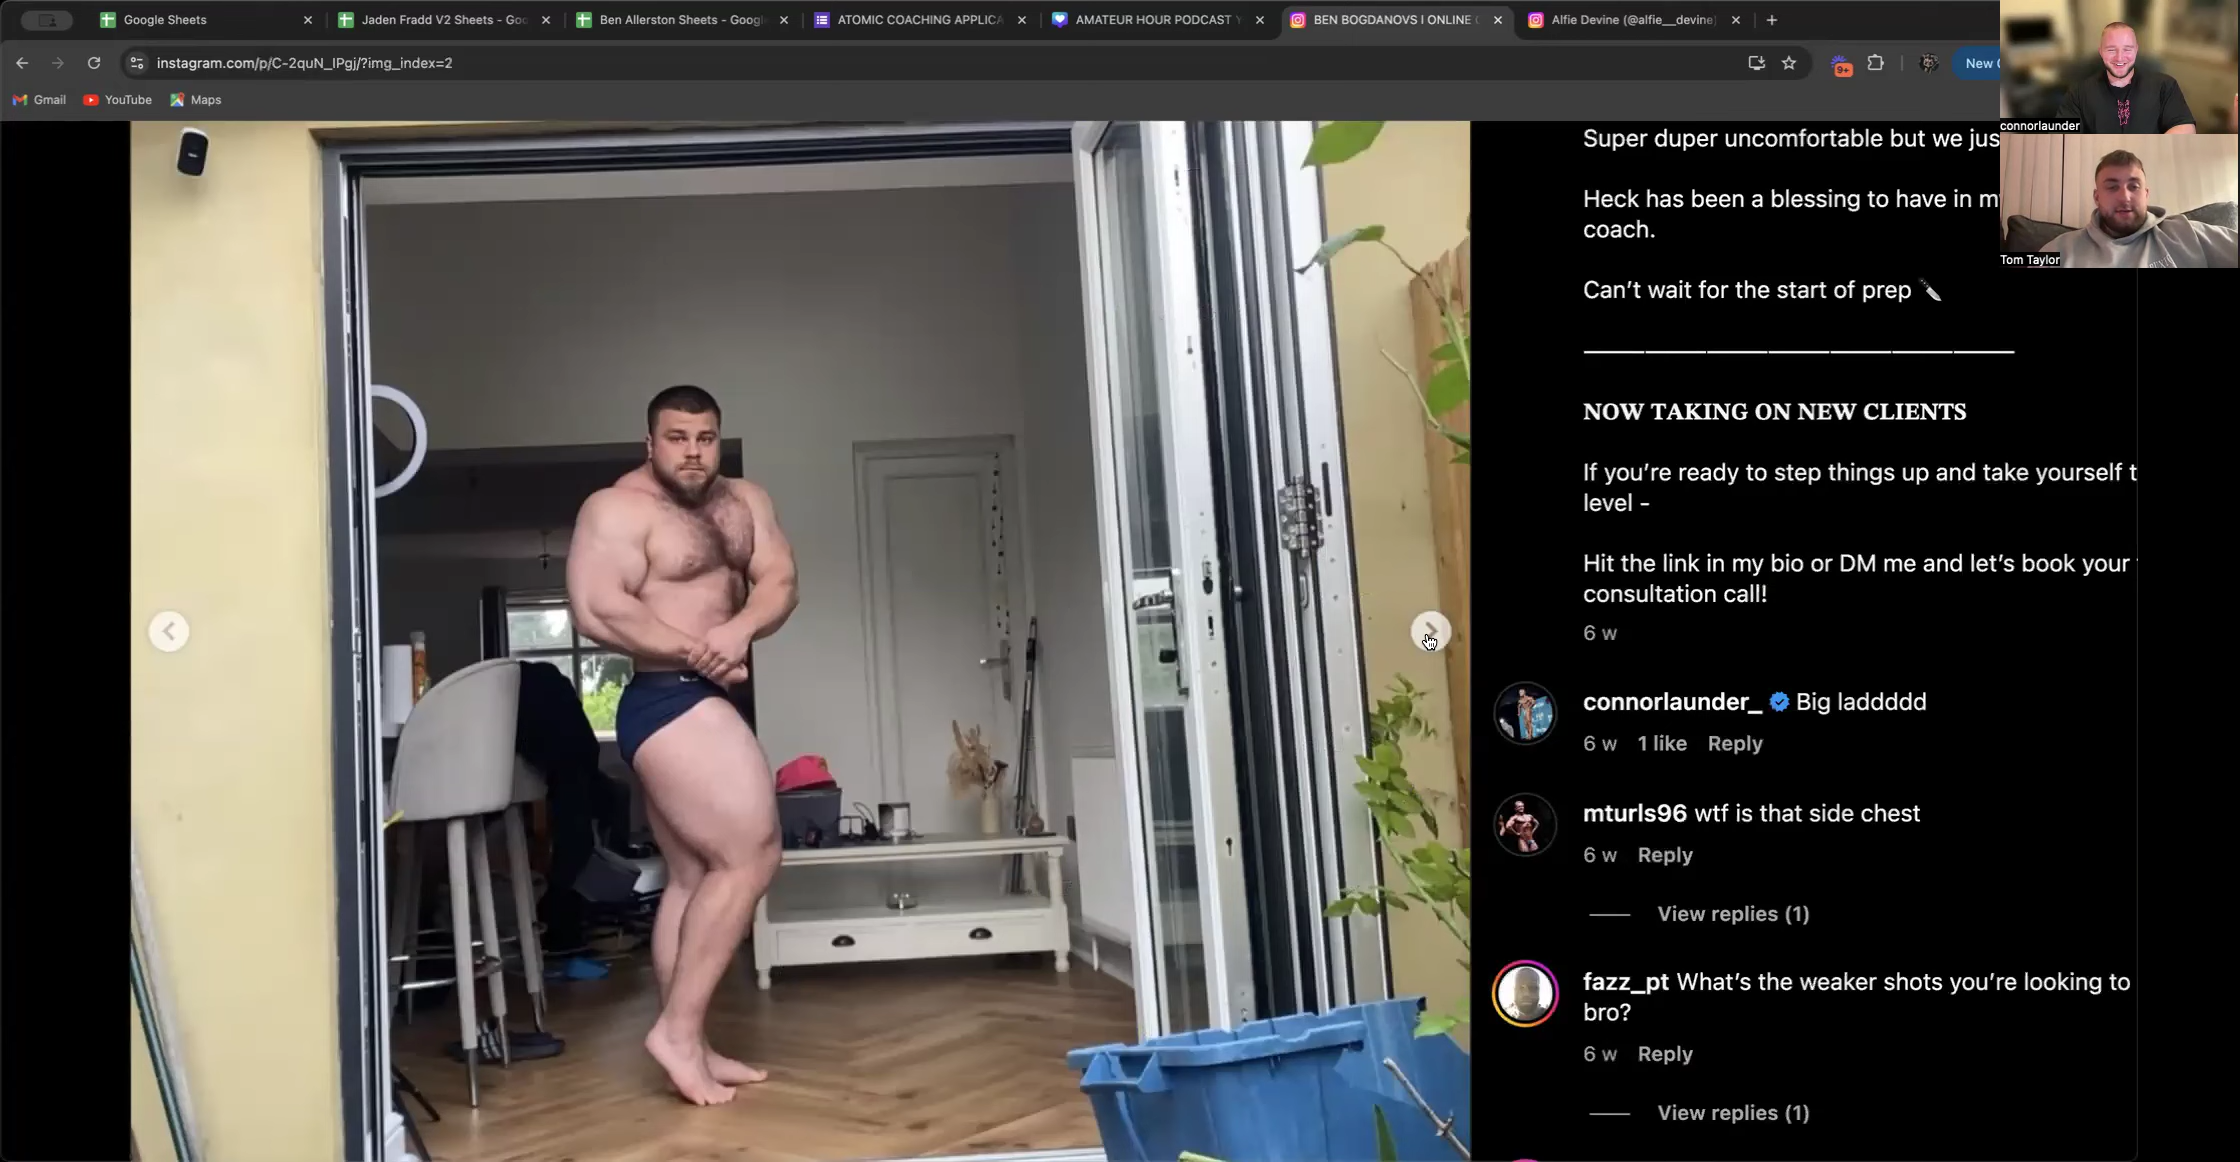 Google Sheets
Jaden Fradd V2 Sheets - Goo
Ben Allerston Sheets - Google
ATOMIC COACHING APPLICA
AMATEUR HOUR PODCAST
BEN BOGDANOVS I ONLINE
Alfie Devine (@alfie__devine)
instagram.com/p/C-2quN_IPgj/?img_index=2
9+
New
Gmail
YouTube
Maps
connorlaunder
Tom Taylor
Super duper uncomfortable but we jus
Heck has been a blessing to have in m
coach.
Can’t wait for the start of prep 🔪
NOW TAKING ON NEW CLIENTS
If you’re ready to step things up and take yourself t
level -
Hit the link in my bio or DM me and let’s book your
consultation call!
6 w
connorlaunder_ Big laddddd
6 w 1 like Reply
mturls96 wtf is that side chest
6 w Reply
View replies (1)
fazz_pt What’s the weaker shots you’re looking to
bro?
6 w Reply
View replies (1)